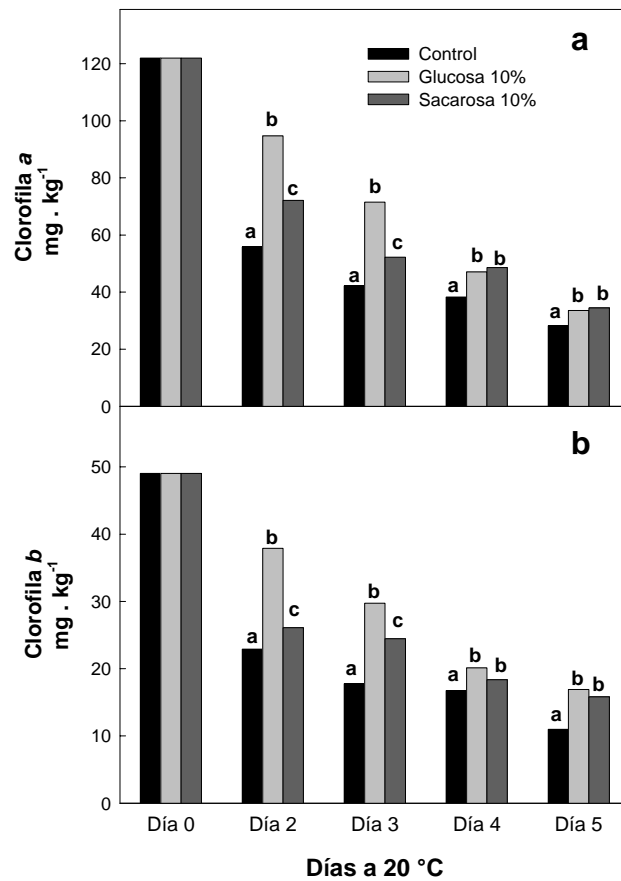 a
Control
Glucosa 10%
Sacarosa 10%
Clorofila a
mg . kg-1
120
100
80
60
40
20
0
a b c
a b c
a b b
a b b
b
Clorofila b
mg . kg-1
50
40
30
20
10
0
a b c
a b c
a b b
a b b
Día 0 Día 2 Día 3 Día 4 Día 5
Días a 20 °C